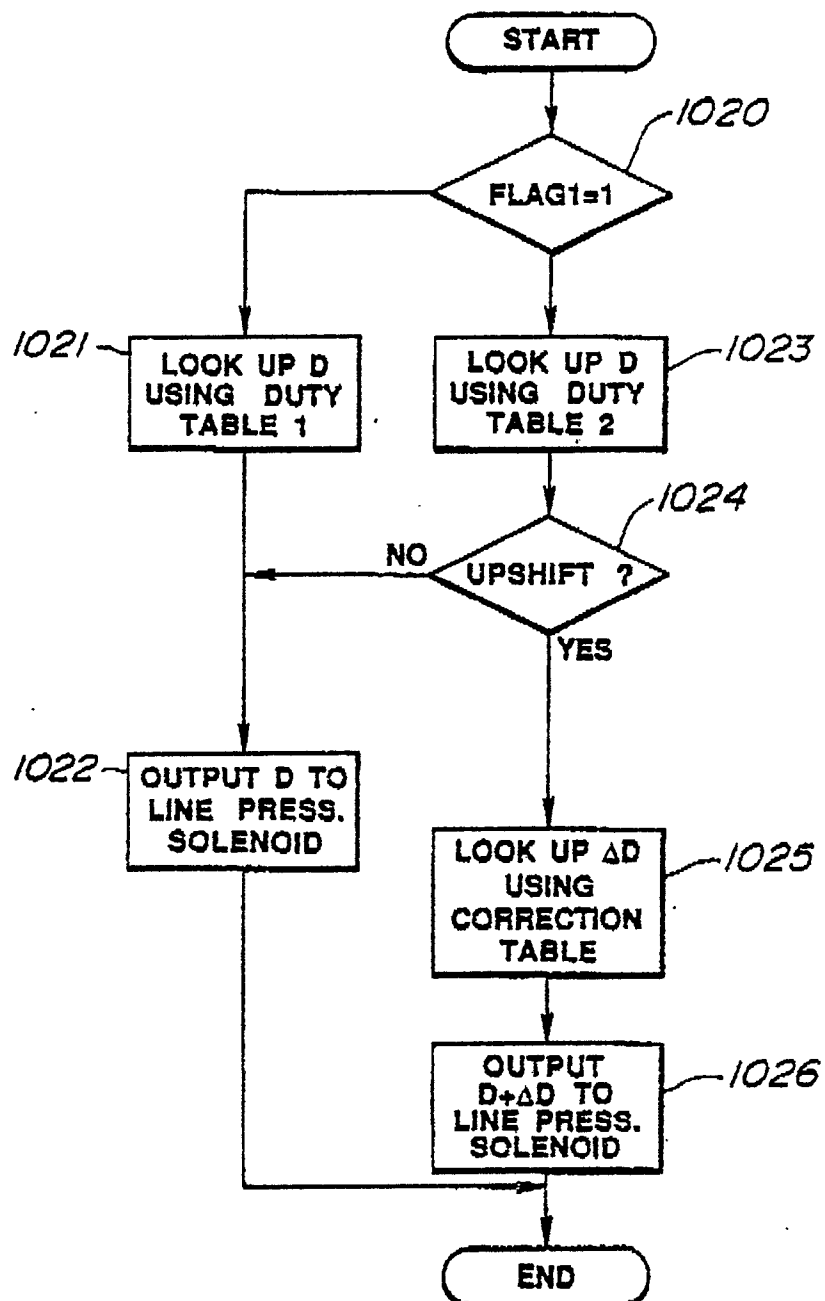 START
1020
FLAG1=1
1021
LOOK UP D
USING DUTY
TABLE 1
LOOK UP D
USING DUTY
TABLE 2
1023
1024
NO
UPSHIFT ?
YES
1022
OUTPUT D TO
LINE PRESS.
SOLENOID
LOOK UP ΔD
USING
CORRECTION
TABLE
1025
OUTPUT
D+ΔD TO
LINE PRESS.
SOLENOID
1026
END